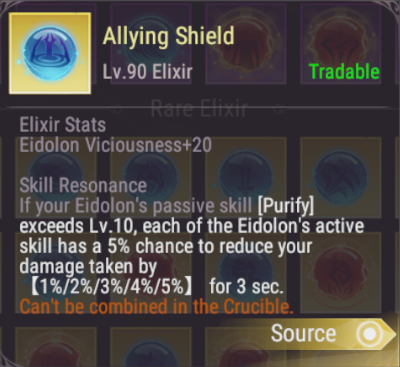 Allying Shield
Lv.90 Elixir
Tradable
Rare Elixir
Elixir Stats
Eidolon Viciousness+20
Skill Resonance
If your Eidolon's passive skill [Purify]
exceeds Lv.10, each of the Eidolon's active
skill has a 5% chance to reduce your
damage taken by
【1%/2%/3%/4%/5%】 for 3 sec.
Can't be combined in the Crucible.
Source